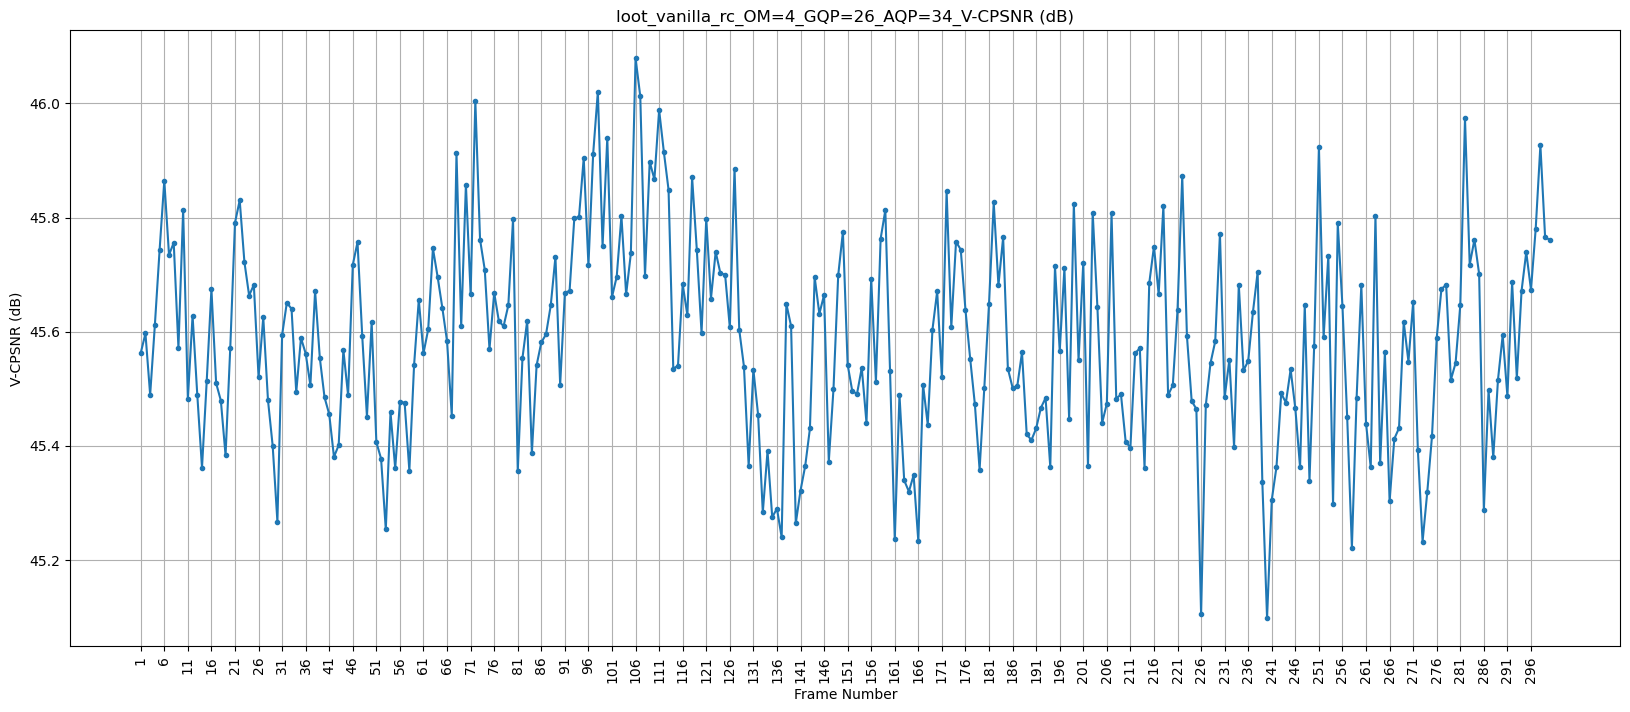 loot_vanilla_rc_OM=4_GQP=26_AQP=34_V-CPSNR (dB)
V-CPSNR (dB)
46.0
45.8
45.6
45.4
45.2
1 6 11 16 21 26 31 36 41 46 51 56 61 66 71 76 81 86 91 96 101 106 111 116 121 126 131 136 141 146 151 156 161 166 171 176 181 186 191 196 201 206 211 216 221 226 231 236 241 246 251 256 261 266 271 276 281 286 291 296
Frame Number